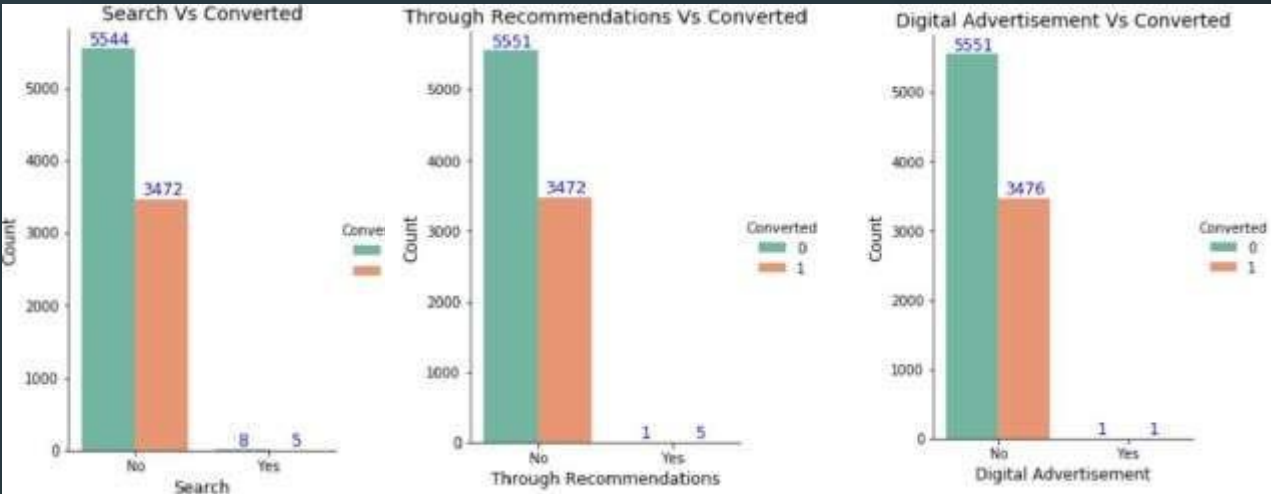 Search Vs Converted
5544
5000
4000
3472
3000
2000
1000
0
8
5
No
Yes
Count
Search
Conve
Through Recommendations Vs Converted
5551
5000
4000
3472
3000
2000
1000
0
1
5
No
Yes
Count
Through Recommendations
Converted
0
1
Digital Advertisement Vs Converted
5551
5000
4000
3476
3000
2000
1000
0
1
1
No
Yes
Count
Digital Advertisement
Converted
0
1